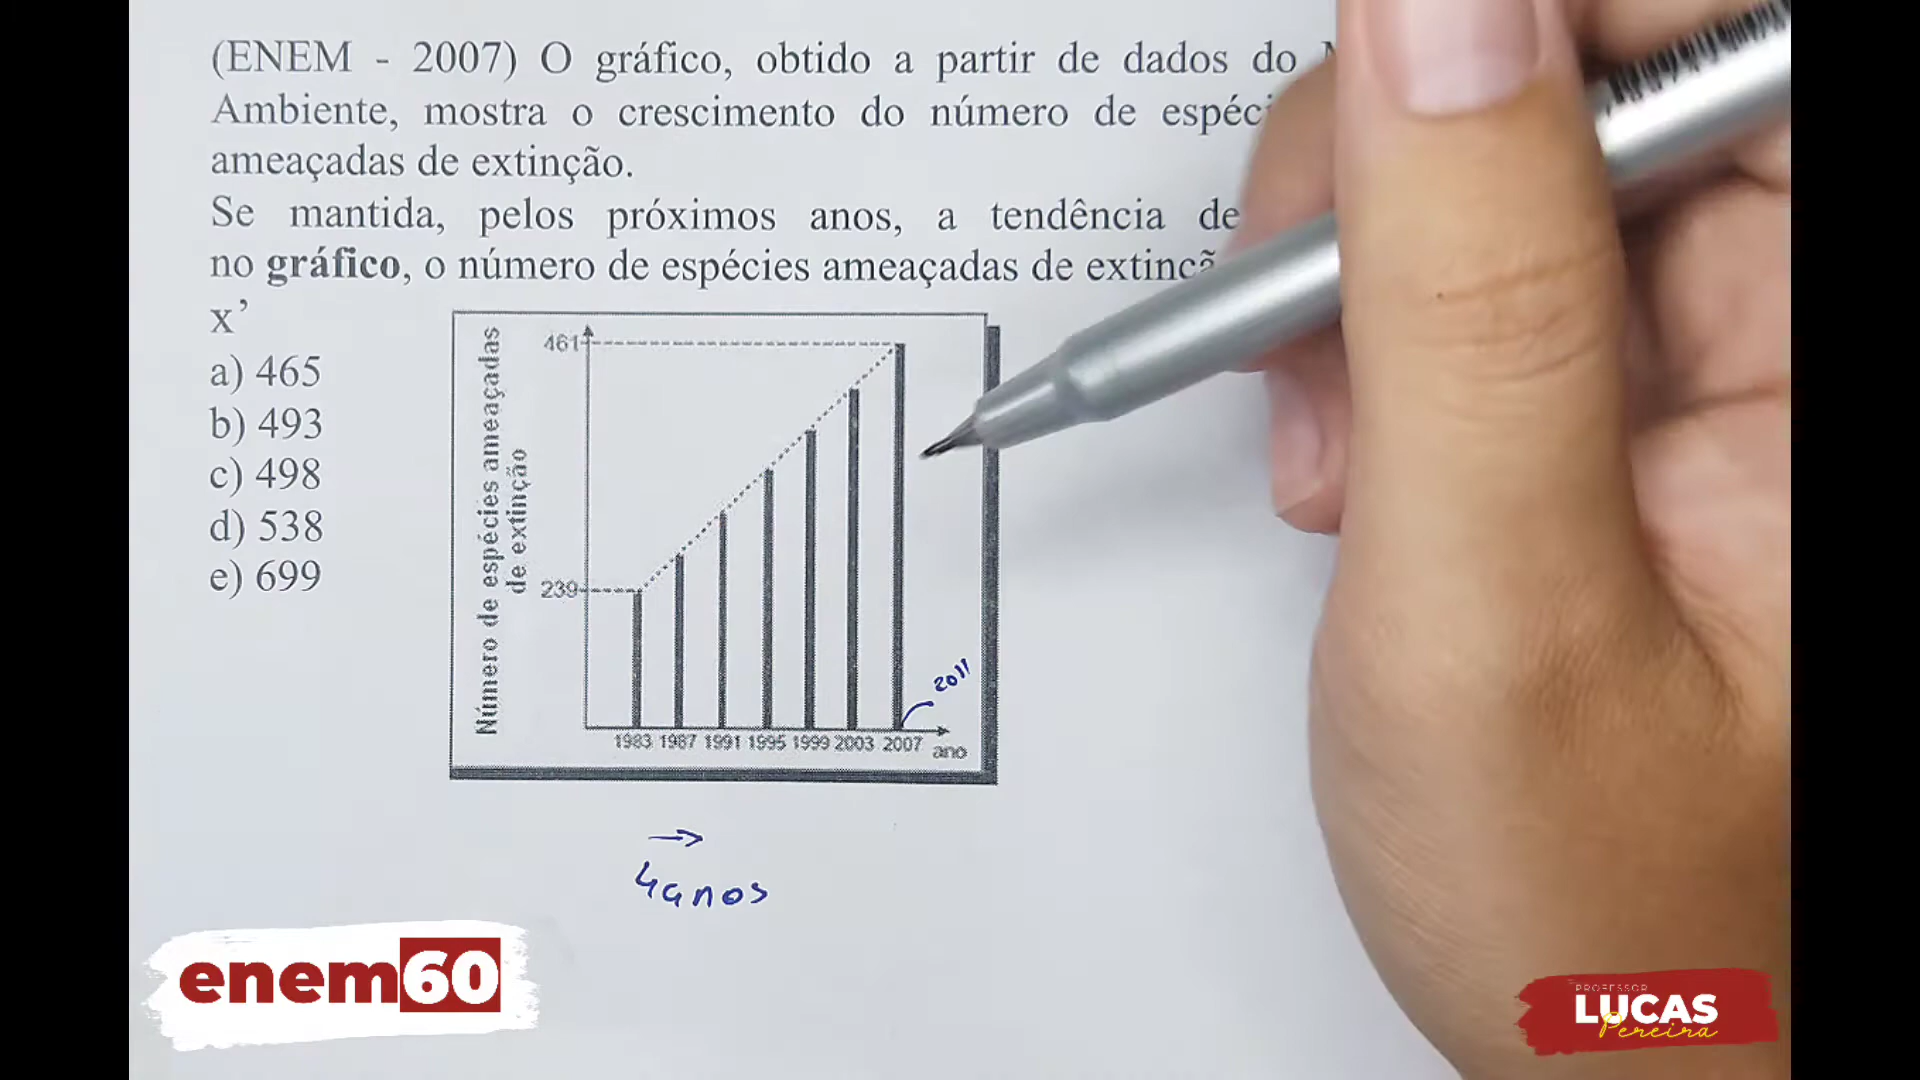 (ENEM - 2007) O gráfico, obtido a partir de dados do
Ambiente, mostra o crescimento do número de
ameaçadas de extinção.
Se mantida, pelos próximos anos, a tendência de
no gráfico, o número de espécies ameaçadas de
x’
a) 465
b) 493
c) 498
d) 538
e) 699
Número de espécies ameaçadas
de extinção
461
239
1983 1987 1991 1995 1999 2003 2007 ano
2011
4 anos
enem60
PROFESSOR
LUCAS
Pereira